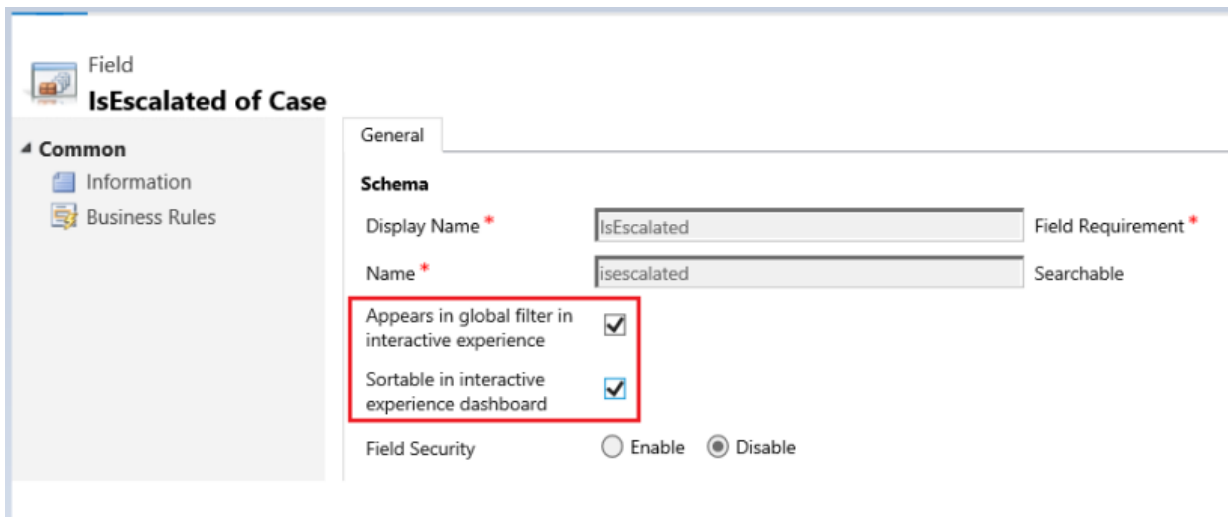 Field
IsEscalated of Case
Common
Information
Business Rules
General
Schema
Display Name * IsEscalated Field Requirement *
Name * isescalated Searchable
Appears in global filter in
interactive experience
Sortable in interactive
experience dashboard
Field Security Enable Disable